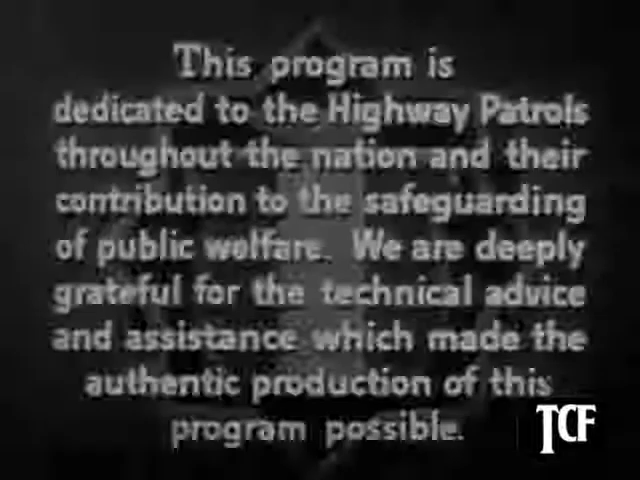 This program is
dedicated to the Highway Patrols
throughout the nation and their
contribution to the safeguarding
of public welfare. We are deeply
grateful for the technical advice
and assistance which made the
authentic production of this
program possible.
TCF